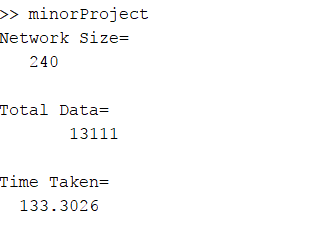 >> minorProject
Network Size=
240
Total Data=
13111
Time Taken=
133.3026